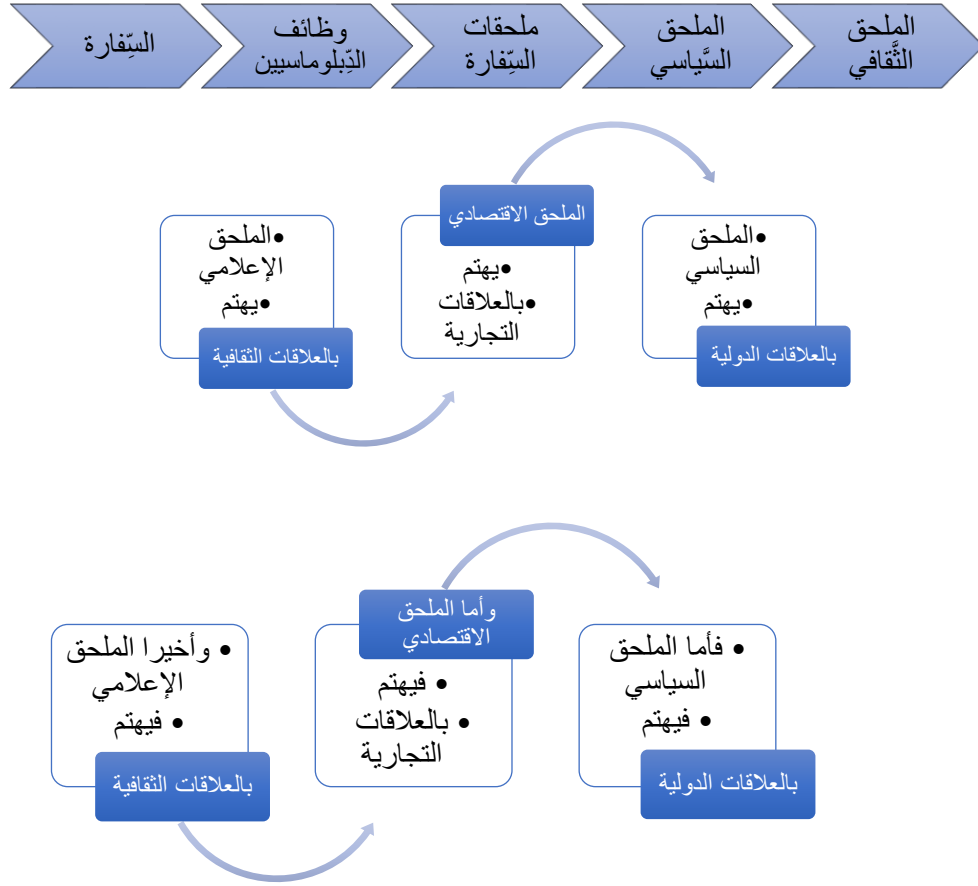 الملحق
الثَّقافي
الملحق
السَّياسي
ملحقات
السِّفارة
وظائف
الدِّبلوماسيين
السِّفارة
•الملحق
السياسي
•يهتم
بالعلاقات الدولية
الملحق الاقتصادي
•يهتم
•بالعلاقات
التجارية
•الملحق
الإعلامي
•يهتم
بالعلاقات الثقافية
• فأما الملحق
السياسي
• فيهتم
بالعلاقات الدولية
وأما الملحق
الاقتصادي
• فيهتم
• بالعلاقات
التجارية
• وأخيرا الملحق
الإعلامي
• فيهتم
بالعلاقات الثقافية